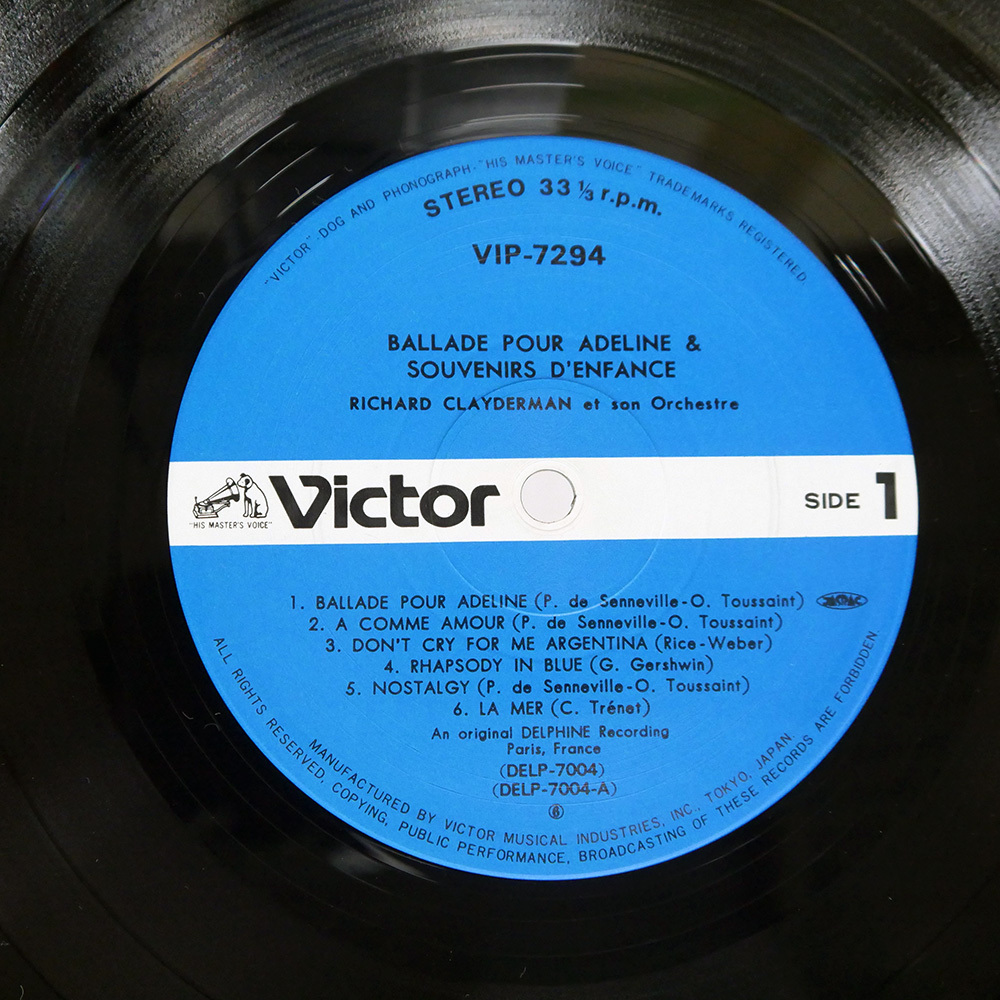 "VICTOR" DOG AND PHONOGRAPH-"HIS MASTER'S VOICE" TRADEMARKS REGISTERED.
STEREO 33 ⅓ r.p.m.
VIP-7294
BALLADE POUR ADELINE &
SOUVENIRS D'ENFANCE
RICHARD CLAYDERMAN et son Orchestre
"HIS MASTER'S VOICE"
Victor
SIDE 1
1. BALLADE POUR ADELINE (P. de Senneville-O. Toussaint)
2. A COMME AMOUR (P. de Senneville-O. Toussaint)
3. DON'T CRY FOR ME ARGENTINA (Rice-Weber)
4. RHAPSODY IN BLUE (G. Gershwin)
5. NOSTALGY (P. de Senneville-O. Toussaint)
6. LA MER (C. Trénet)
An original DELPHINE Recording
Paris, France
(DELP-7004)
(DELP-7004-A)
MANUFACTURED BY VICTOR MUSICAL INDUSTRIES, INC., TOKYO, JAPAN.
ALL RIGHTS RESERVED, COPYING, PUBLIC PERFORMANCE, BROADCASTING OF THESE RECORDS ARE FORBIDDEN